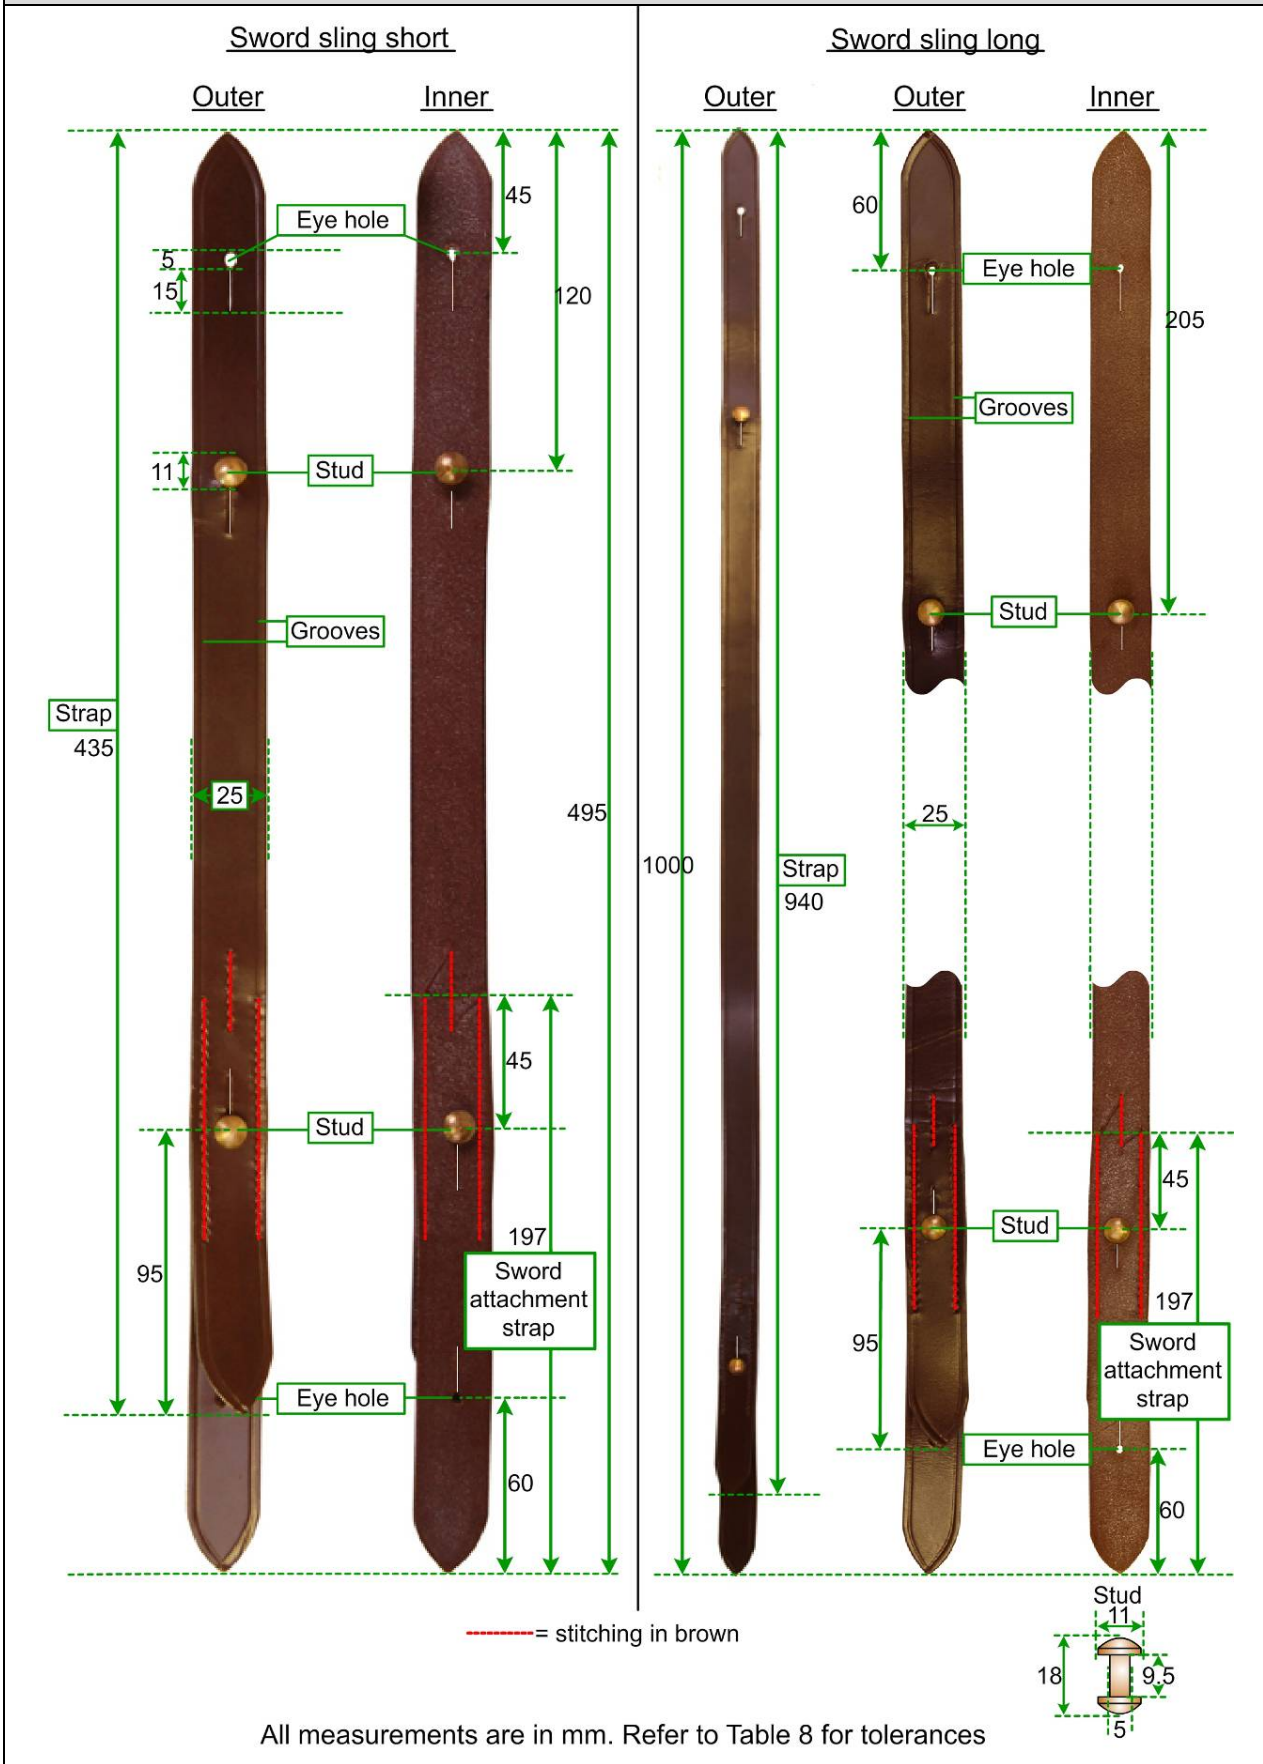 Sword sling short
Outer
Inner
45
Eye hole
5
15
120
11
Stud
Grooves
Strap
435
25
495
45
Stud
197
Sword
attachment
strap
95
Eye hole
60
Sword sling long
Outer
Outer
Inner
60
Eye hole
205
Grooves
Stud
25
1000
Strap
940
45
Stud
197
95
Sword
attachment
strap
Eye hole
60
Stud
11
18
9.5
5
= stitching in brown
All measurements are in mm. Refer to Table 8 for tolerances